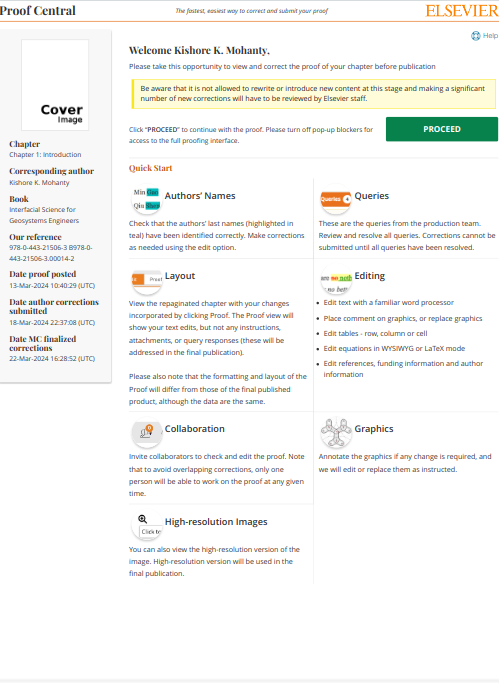 Proof Central
The fastest, easiest way to correct and submit your proof
ELSEVIER
Help
Cover
Image
Chapter
Chapter 1: Introduction
Corresponding author
Kishore K. Mohanty
Book
Interfacial Science for
Geosystems Engineers
Our reference
978-0-443-21506-3 B978-0-
443-21506-3.00014-2
Date proof posted
13-Mar-2024 10:40:29 (UTC)
Date author corrections
submitted
18-Mar-2024 22:37:08 (UTC)
Date MC finalized
corrections
22-Mar-2024 16:28:52 (UTC)
Welcome Kishore K. Mohanty,
Please take this opportunity to view and correct the proof of your chapter before publication
Be aware that it is not allowed to rewrite or introduce new content at this stage and making a significant
number of new corrections will have to be reviewed by Elsevier staff.
Click "PROCEED" to continue with the proof. Please turn off pop-up blockers for
access to the full proofing interface.
PROCEED
Quick Start
Authors' Names
Check that the authors' last names (highlighted in
teal) have been identified correctly. Make corrections
as needed using the edit option.
Queries
Queries
These are the queries from the production team.
Review and resolve all queries. Corrections cannot be
submitted until all queries have been resolved.
Layout
View the repaginated chapter with your changes
incorporated by clicking Proof. The Proof view will
show your text edits, but not any instructions,
attachments, or query responses (these will be
addressed in the final publication).
Please also note that the formatting and layout of the
Proof will differ from those of the final published
product, although the data are the same.
Editing
Edit text with a familiar word processor
Place comment on graphics, or replace graphics
Edit tables - row, column or cell
Edit equations in WYSIWYG or LaTeX mode
Edit references, funding information and author
information
Collaboration
Invite collaborators to check and edit the proof. Note
that to avoid overlapping corrections, only one
person will be able to work on the proof at any given
time.
Graphics
Annotate the graphics if any change is required, and
we will edit or replace them as instructed.
High-resolution Images
You can also view the high-resolution version of the
image. High-resolution version will be used in the
final publication.